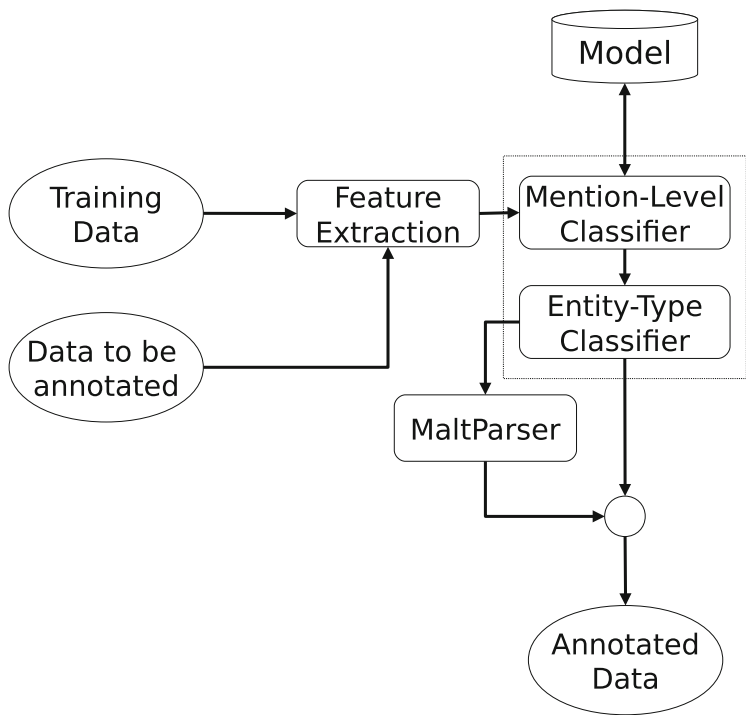 Model
Training
Data
Feature
Extraction
Mention-Level
Classifier
Data to be
annotated
Entity-Type
Classifier
MaltParser
Annotated
Data